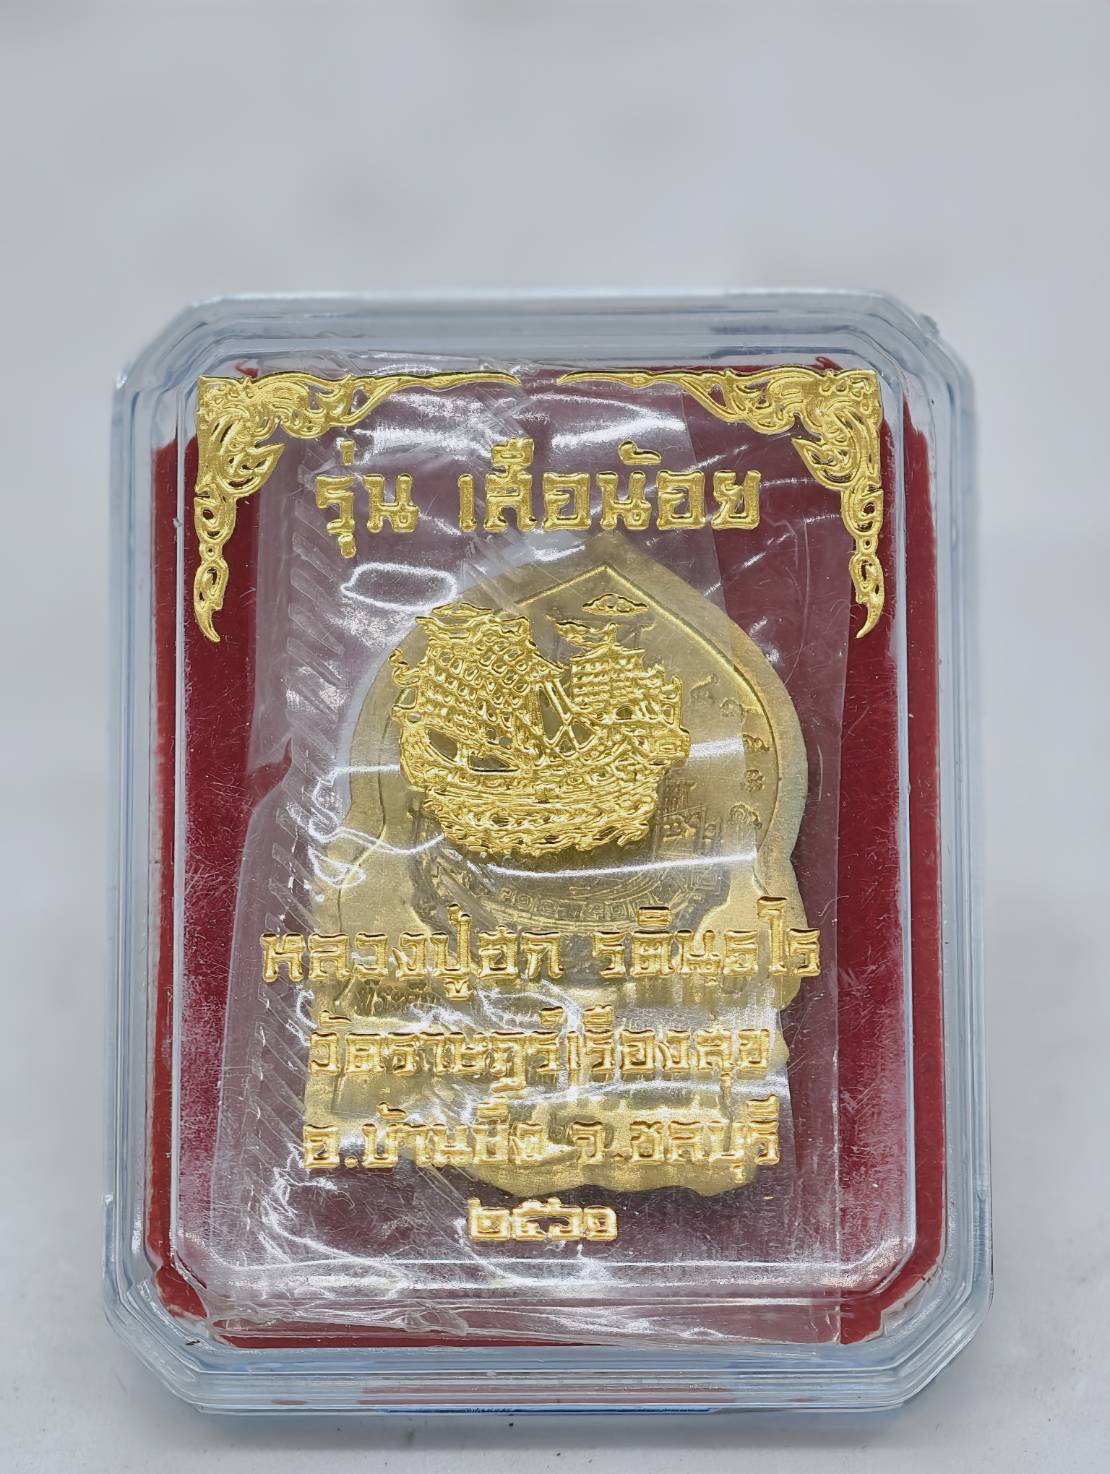 รุ่น เสือน้อย
หลวงปู่ฮก รตินฺธโร
วัดราษฎร์เรืองสุข
อ.บ้านบึง จ.ชลบุรี
๒๕๖๑